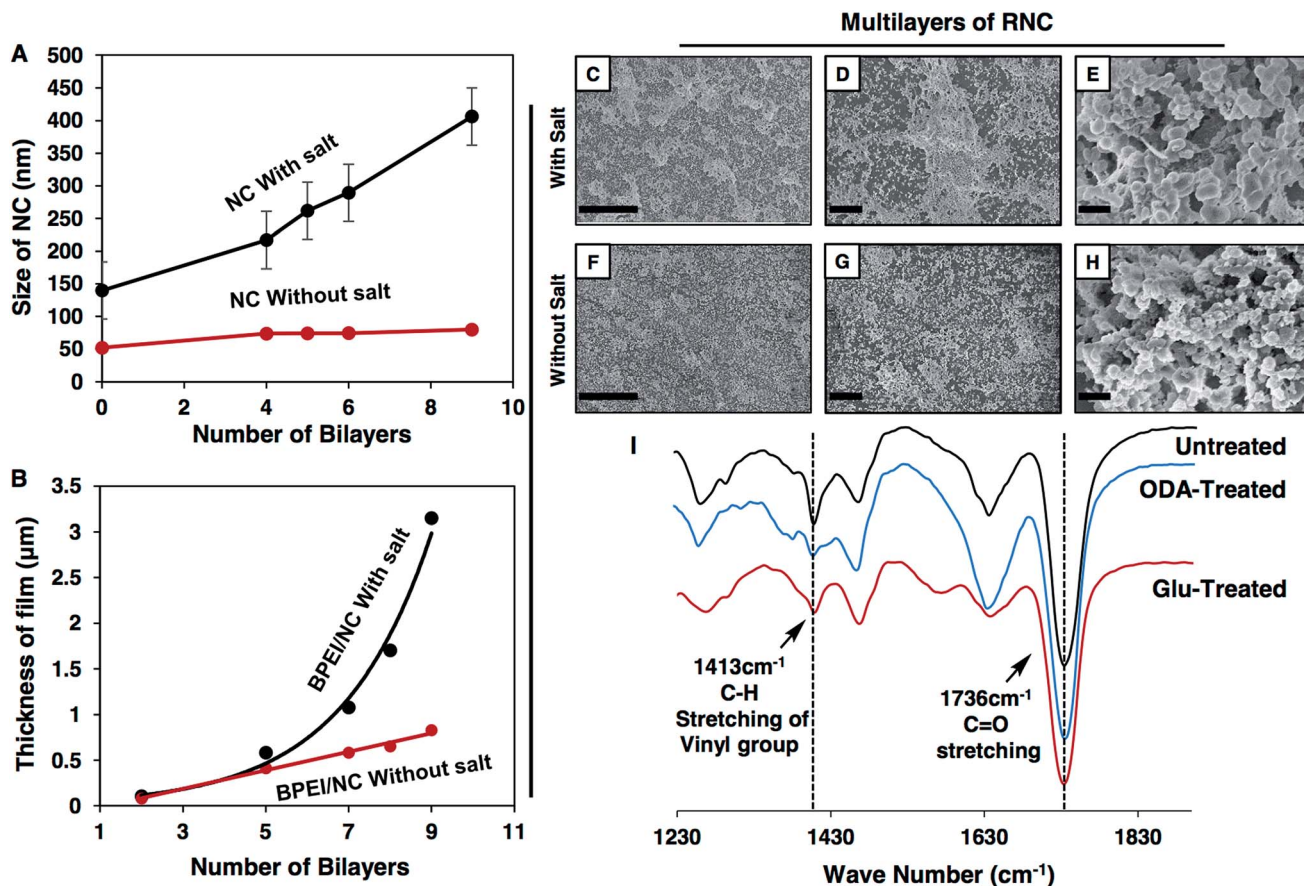 A
500
450
400
350
300
250
200
150
100
50
0
Size of NC (nm)
NC With salt
NC Without salt
0
2
4
6
8
10
Number of Bilayers
B
3.5
3
2.5
2
1.5
1
0.5
0
Thickness of film (μm)
BPEI/NC With salt
BPEI/NC Without salt
1
3
5
7
9
11
Number of Bilayers
Multilayers of RNC
With Salt
C
D
E
Without Salt
F
G
H
I
Untreated
ODA-Treated
Glu-Treated
1413cm⁻¹
C-H
Stretching of
Vinyl group
1736cm⁻¹
C=O
stretching
1230
1430
1630
1830
Wave Number (cm⁻¹)